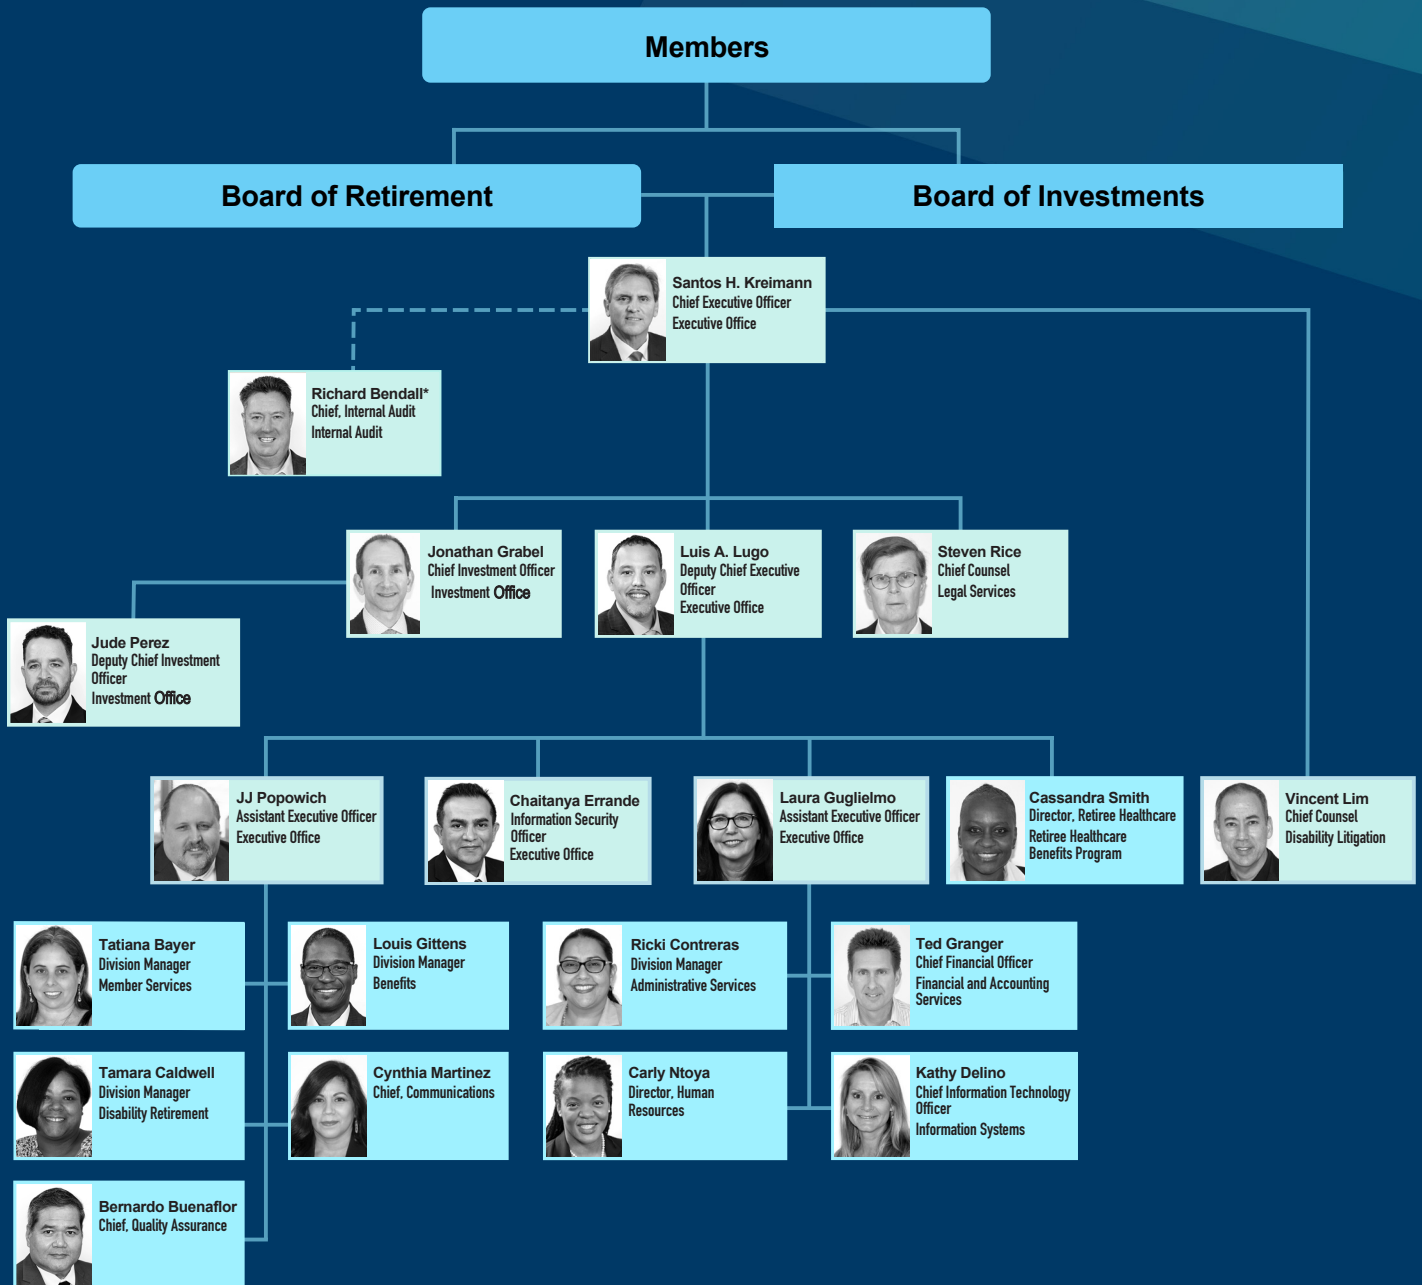 Members
Board of Retirement
Board of Investments
Santos H. Kreimann
Chief Executive Officer
Executive Office
Richard Bendall*
Chief, Internal Audit
Internal Audit
Jonathan Grabel
Chief Investment Officer
Investment Office
Luis A. Lugo
Deputy Chief Executive
Officer
Executive Office
Steven Rice
Chief Counsel
Legal Services
Jude Perez
Deputy Chief Investment
Officer
Investment Office
JJ Popowich
Assistant Executive Officer
Executive Office
Chaitanya Errande
Information Security
Officer
Executive Office
Laura Guglielmo
Assistant Executive Officer
Executive Office
Cassandra Smith
Director, Retiree Healthcare
Retiree Healthcare
Benefits Program
Vincent Lim
Chief Counsel
Disability Litigation
Tatiana Bayer
Division Manager
Member Services
Louis Gittens
Division Manager
Benefits
Ricki Contreras
Division Manager
Administrative Services
Ted Granger
Chief Financial Officer
Financial and Accounting
Services
Tamara Caldwell
Division Manager
Disability Retirement
Cynthia Martinez
Chief, Communications
Carly Ntoya
Director, Human
Resources
Kathy Delino
Chief Information Technology
Officer
Information Systems
Bernardo Buenaflor
Chief, Quality Assurance